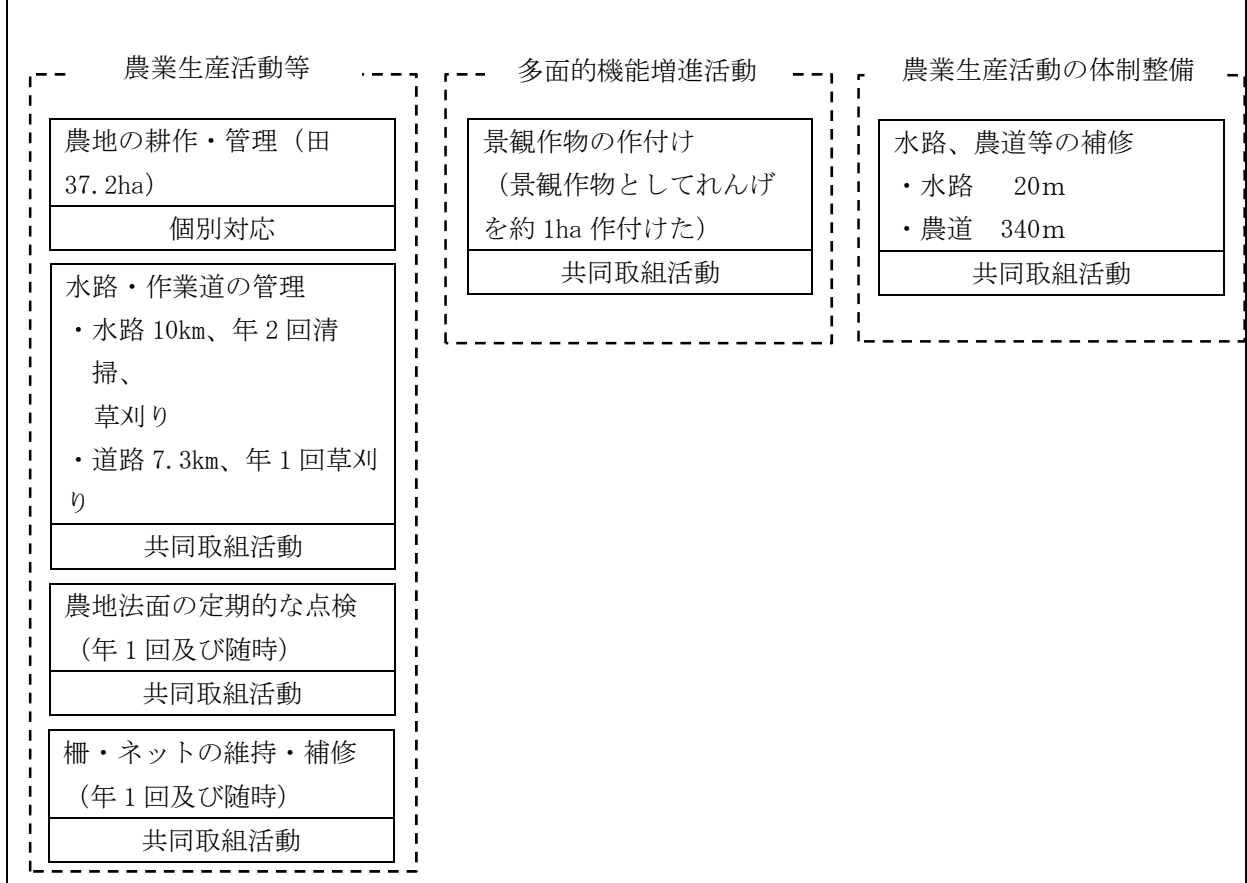 農業生産活動等
農地の耕作・管理（田
37.2ha）
個別対応
水路・作業道の管理
・水路 10km、年 2 回清
掃、
草刈り
・道路 7.3km、年 1 回草刈
り
共同取組活動
農地法面の定期的な点検
（年 1 回及び随時）
共同取組活動
柵・ネットの維持・補修
（年 1 回及び随時）
共同取組活動
多面的機能増進活動
景観作物の作付け
（景観作物としてれんげ
を約 1ha 作付けた）
共同取組活動
農業生産活動の体制整備
水路、農道等の補修
・水路　20ｍ
・農道　340ｍ
共同取組活動